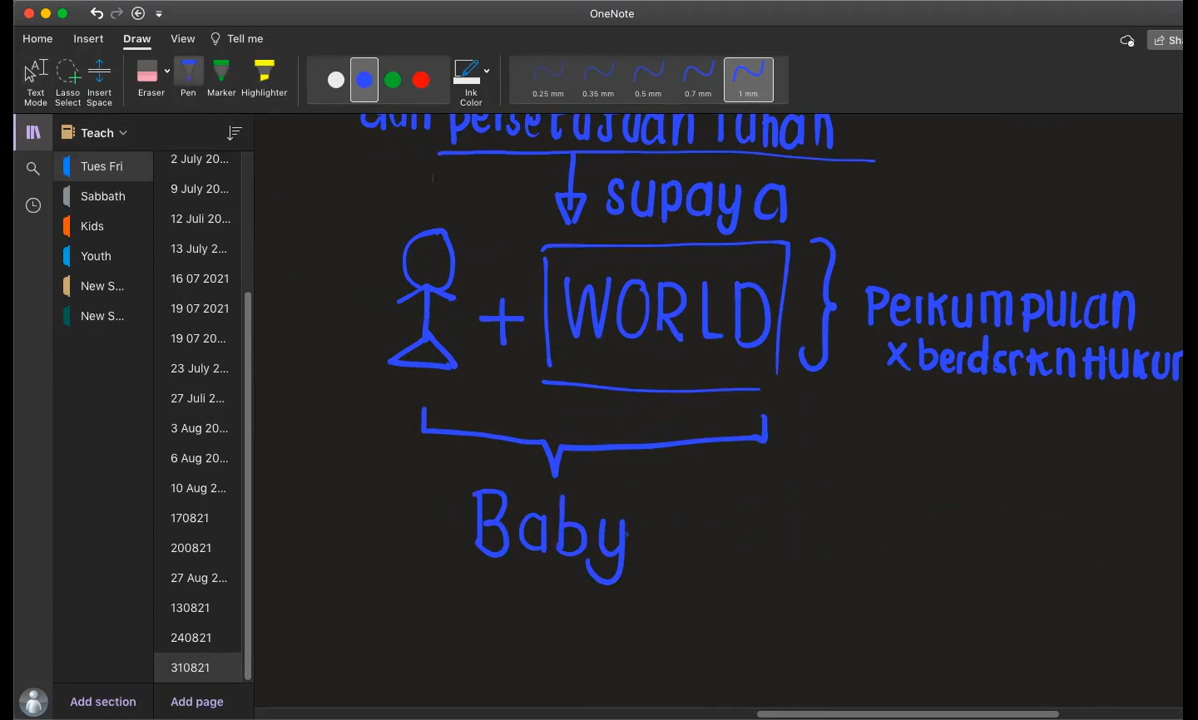 OneNote
Home Insert Draw View Tell me
Sha
Text Mode
Lasso Select
Insert Space
Eraser
Pen
Marker
Highlighter
Ink Color
0.25 mm
0.35 mm
0.5 mm
0.7 mm
1 mm
Teach
Tues Fri
Sabbath
Kids
Youth
New S...
New S...
2 July 20...
9 July 20...
12 Juli 20...
13 July 2...
16 07 2021
19 07 2021
19 07 20...
23 July 2...
27 Juli 2...
3 Aug 20...
6 Aug 20...
10 Aug 2...
170821
200821
27 Aug 2...
130821
240821
310821
Add section
Add page
dan persetujuan Tuhan
supaya
+ WORLD
Perkumpulan
x berdsrkn Hukum
Baby